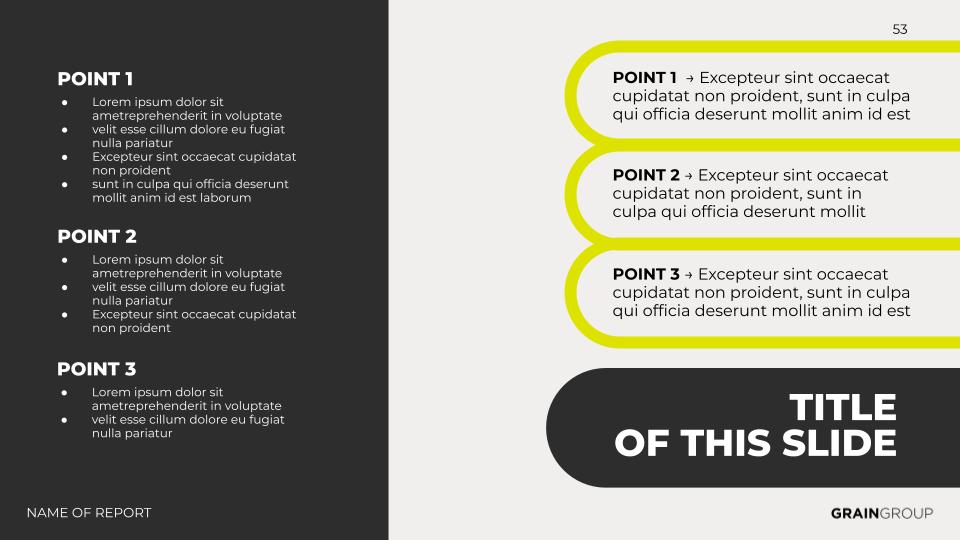 53
POINT 1
● Lorem ipsum dolor sit
ametreprehenderit in voluptate
● velit esse cillum dolore eu fugiat
nulla pariatur
● Excepteur sint occaecat cupidatat
non proident
● sunt in culpa qui officia deserunt
mollit anim id est laborum
POINT 2
● Lorem ipsum dolor sit
ametreprehenderit in voluptate
● velit esse cillum dolore eu fugiat
nulla pariatur
● Excepteur sint occaecat cupidatat
non proident
POINT 3
● Lorem ipsum dolor sit
ametreprehenderit in voluptate
● velit esse cillum dolore eu fugiat
nulla pariatur
POINT 1 → Excepteur sint occaecat
cupidatat non proident, sunt in culpa
qui officia deserunt mollit anim id est
POINT 2 → Excepteur sint occaecat
cupidatat non proident, sunt in
culpa qui officia deserunt mollit
POINT 3 → Excepteur sint occaecat
cupidatat non proident, sunt in culpa
qui officia deserunt mollit anim id est
TITLE
OF THIS SLIDE
NAME OF REPORT
GRAINGROUP